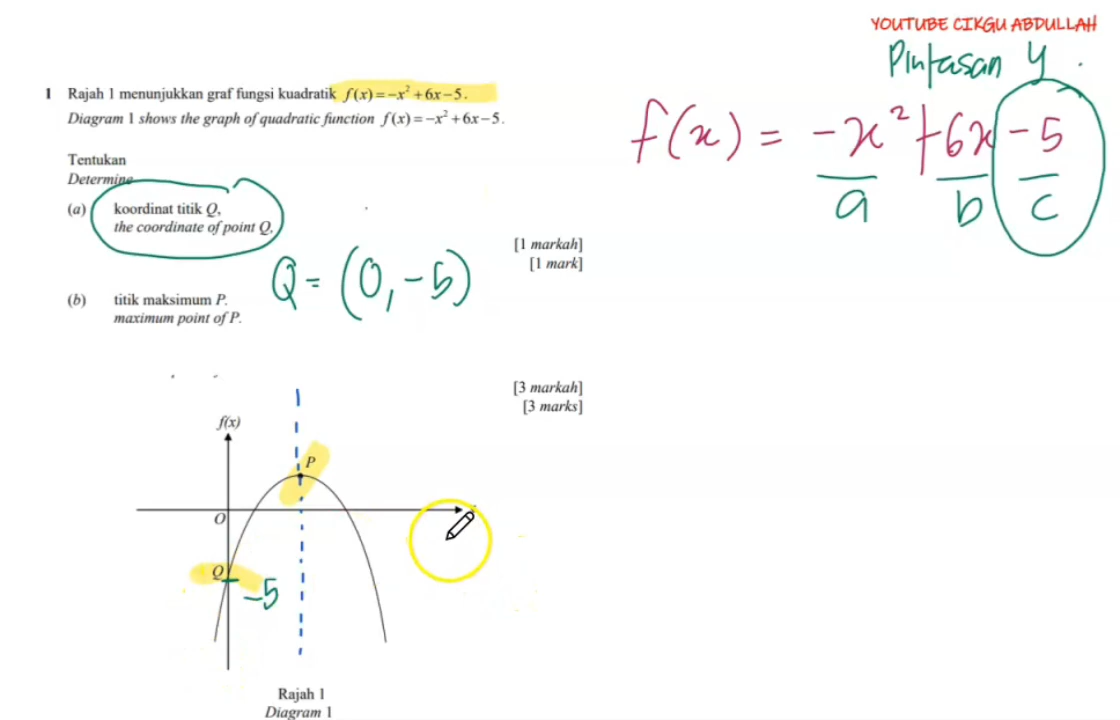 YOUTUBE CIKGU ABDULLAH
Pintasan y
1 Rajah 1 menunjukkan graf fungsi kuadratik f(x)=−x²+6x−5.
Diagram 1 shows the graph of quadratic function f(x)=−x²+6x−5.
f(x) = −x²+6x−5
a b c
Tentukan
Determine
(a) koordinat titik Q,
the coordinate of point Q.
[1 markah]
[1 mark]
Q = (0, −5)
(b) titik maksimum P.
maximum point of P.
[3 markah]
[3 marks]
f(x)
P
O
Q
−5
Rajah 1
Diagram 1